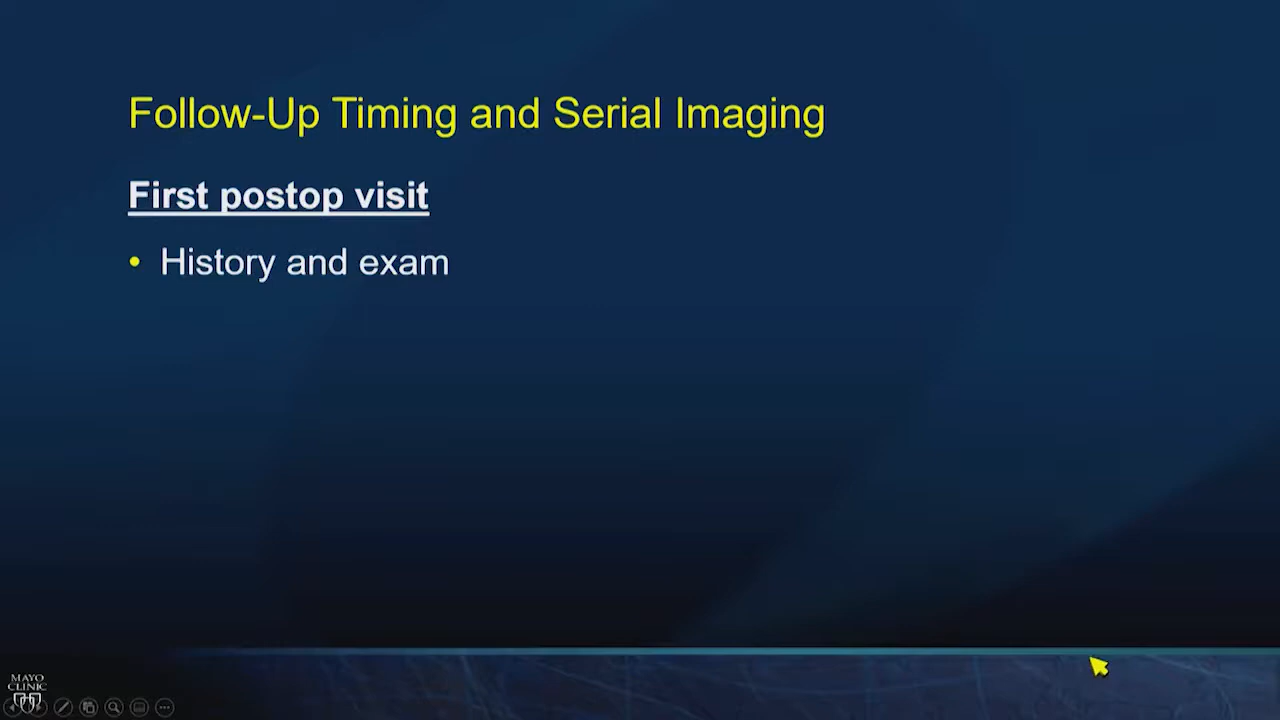 Follow-Up Timing and Serial Imaging
First postop visit
• History and exam
MAYO
CLINIC